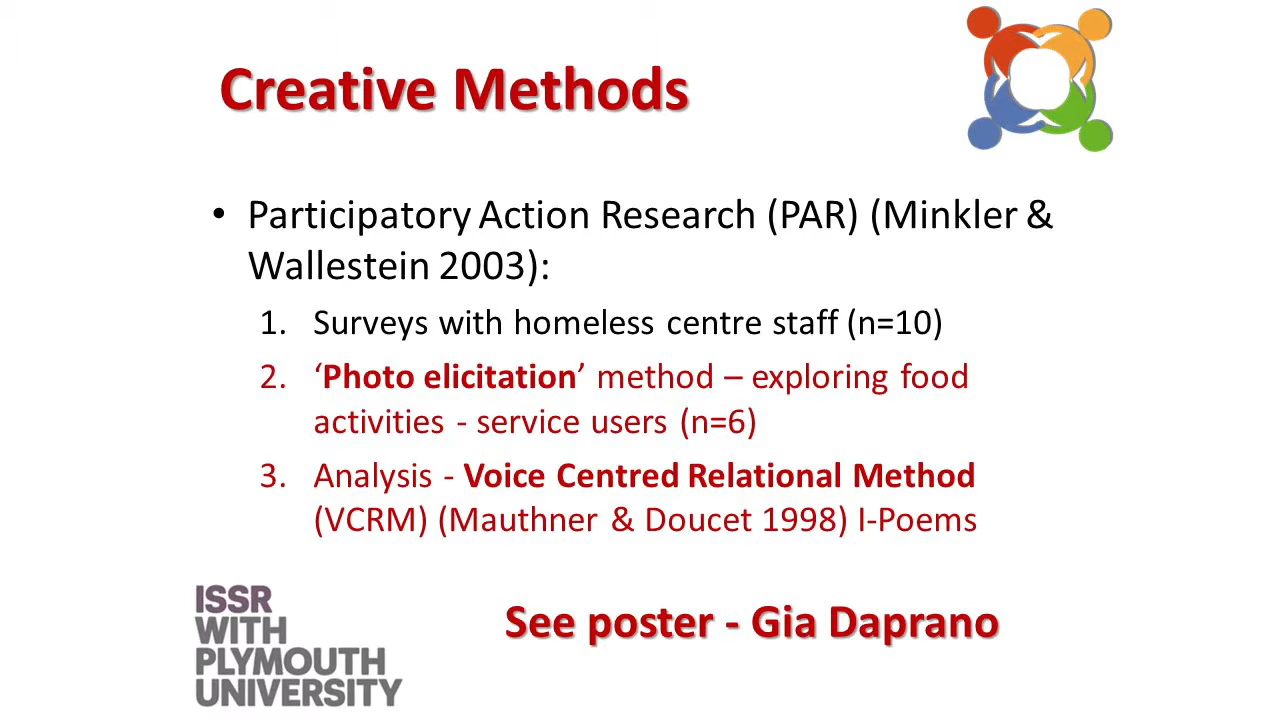 Creative Methods
• Participatory Action Research (PAR) (Minkler &
Wallestein 2003):
1. Surveys with homeless centre staff (n=10)
2. ‘Photo elicitation’ method – exploring food
activities - service users (n=6)
3. Analysis - Voice Centred Relational Method
(VCRM) (Mauthner & Doucet 1998) I-Poems
See poster - Gia Daprano
ISSR
WITH
PLYMOUTH
UNIVERSITY